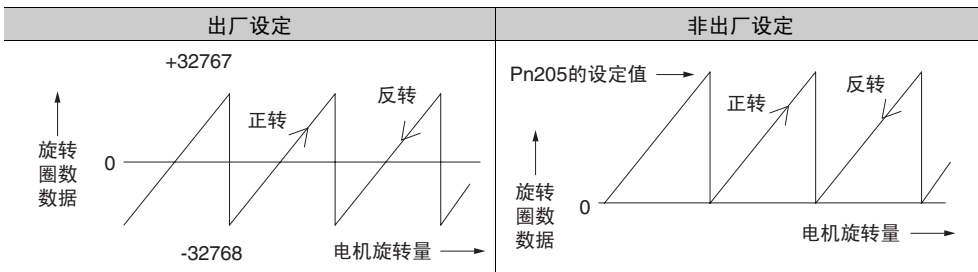 出厂设定
非出厂设定
+32767
正转
反转
旋转
圈数
数据
0
-32768
电机旋转量
Pn205的设定值
正转
反转
旋转
圈数
数据
0
电机旋转量